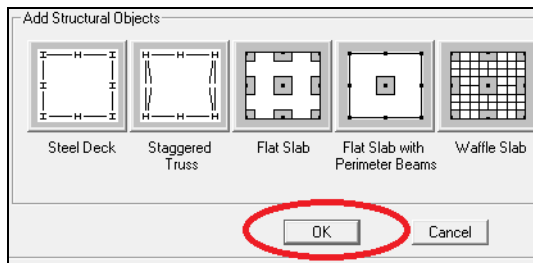 Add Structural Objects
Steel Deck
Staggered
Truss
Flat Slab
Flat Slab with
Perimeter Beams
Waffle Slab
OK
Cancel